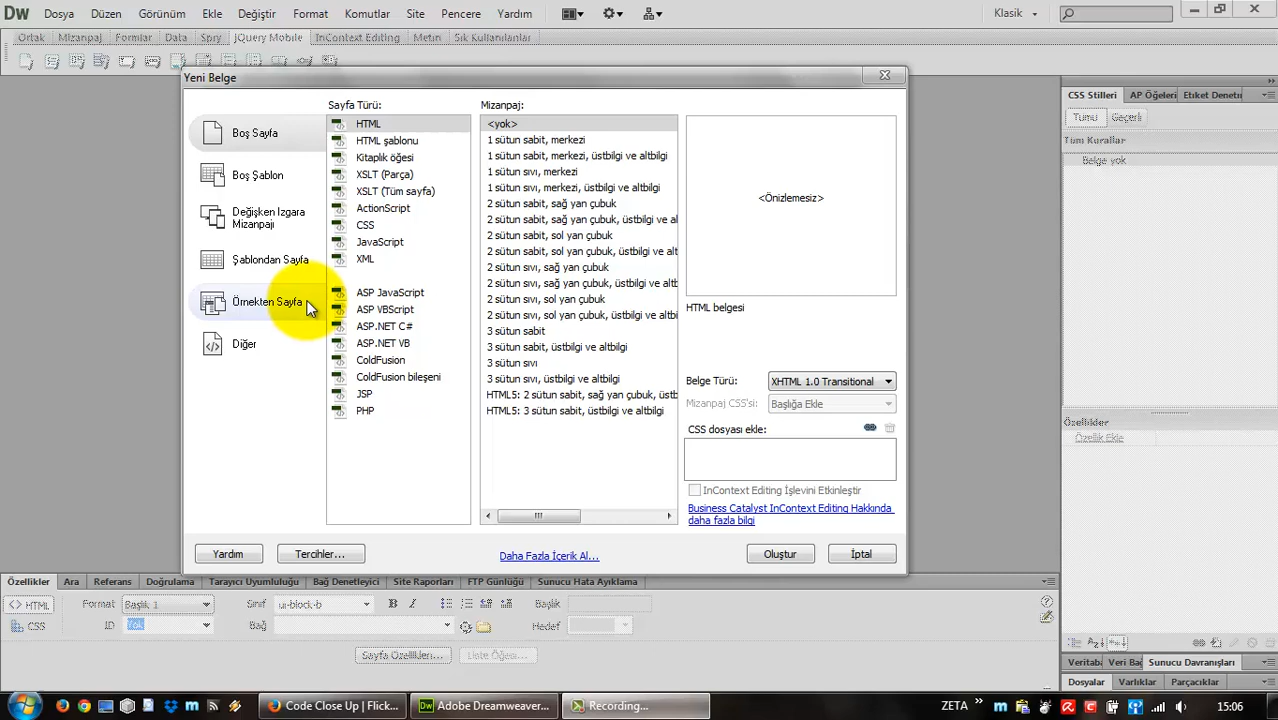 Dw Dosya Düzen Görünüm Ekle Değiştir Format Komutlar Site Pencere Yardım Klasik
Ortak Mizanpaj Formlar Data Spry jQuery Mobile InContext Editing Metin Sık Kullanılanlar
Yeni Belge
Sayfa Türü:
Mizanpaj:
Boş Sayfa
Boş Şablon
Değişken Izgara
Mizanpajı
Şablondan Sayfa
Örnekten Sayfa
Diğer
HTML
HTML şablonu
Kitaplık öğesi
XSLT (Parça)
XSLT (Tüm sayfa)
ActionScript
CSS
JavaScript
XML
ASP JavaScript
ASP VBScript
ASP.NET C#
ASP.NET VB
ColdFusion
ColdFusion bileşeni
JSP
PHP
<yok>
1 sütun sabit, merkezi
1 sütun sabit, merkezi, üstbilgi ve altbilgi
1 sütun sıvı, merkezi
1 sütun sıvı, merkezi, üstbilgi ve altbilgi
2 sütun sabit, sağ yan çubuk
2 sütun sabit, sağ yan çubuk, üstbilgi ve alt
2 sütun sabit, sol yan çubuk
2 sütun sabit, sol yan çubuk, üstbilgi ve altl
2 sütun sıvı, sağ yan çubuk
2 sütun sıvı, sağ yan çubuk, üstbilgi ve altb
2 sütun sıvı, sol yan çubuk
2 sütun sıvı, sol yan çubuk, üstbilgi ve altb
3 sütun sabit
3 sütun sabit, üstbilgi ve altbilgi
3 sütun sıvı
3 sütun sıvı, üstbilgi ve altbilgi
HTML5: 2 sütun sabit, sağ yan çubuk, üstb
HTML5: 3 sütun sabit, üstbilgi ve altbilgi
<Önizlemesiz>
HTML belgesi
Belge Türü: XHTML 1.0 Transitional
Mizanpaj CSS'si: Başlığa Ekle
CSS dosyası ekle:
InContext Editing İşlevini Etkinleştir
Business Catalyst InContext Editing Hakkında
daha fazla bilgi
Yardım Tercihler... Daha Fazla İçerik Al... Oluştur İptal
CSS Stilleri AP Öğeleri Etiket Denetı
Tümü Geçerli
Tüm Kurallar
Belge yok
Özellikler
Özellik Ekle
Özellikler Ara Referans Doğrulama Tarayıcı Uyumluluğu Bağ Denetleyici Site Raporları FTP Günlüğü Sunucu Hata Ayıklama
<> HTML Format Başlık 1 Sınıf ui-block-b B I Başlık
CSS ID Bağ Hedef
Sayfa Özellikleri... Liste Öğesi...
Veritaba Veri Bağ Sunucu Davranışları
Dosyalar Varlıklar Parçacıklar
Code Close Up | Flick... Adobe Dreamweaver... Recording... ZETA 15:06